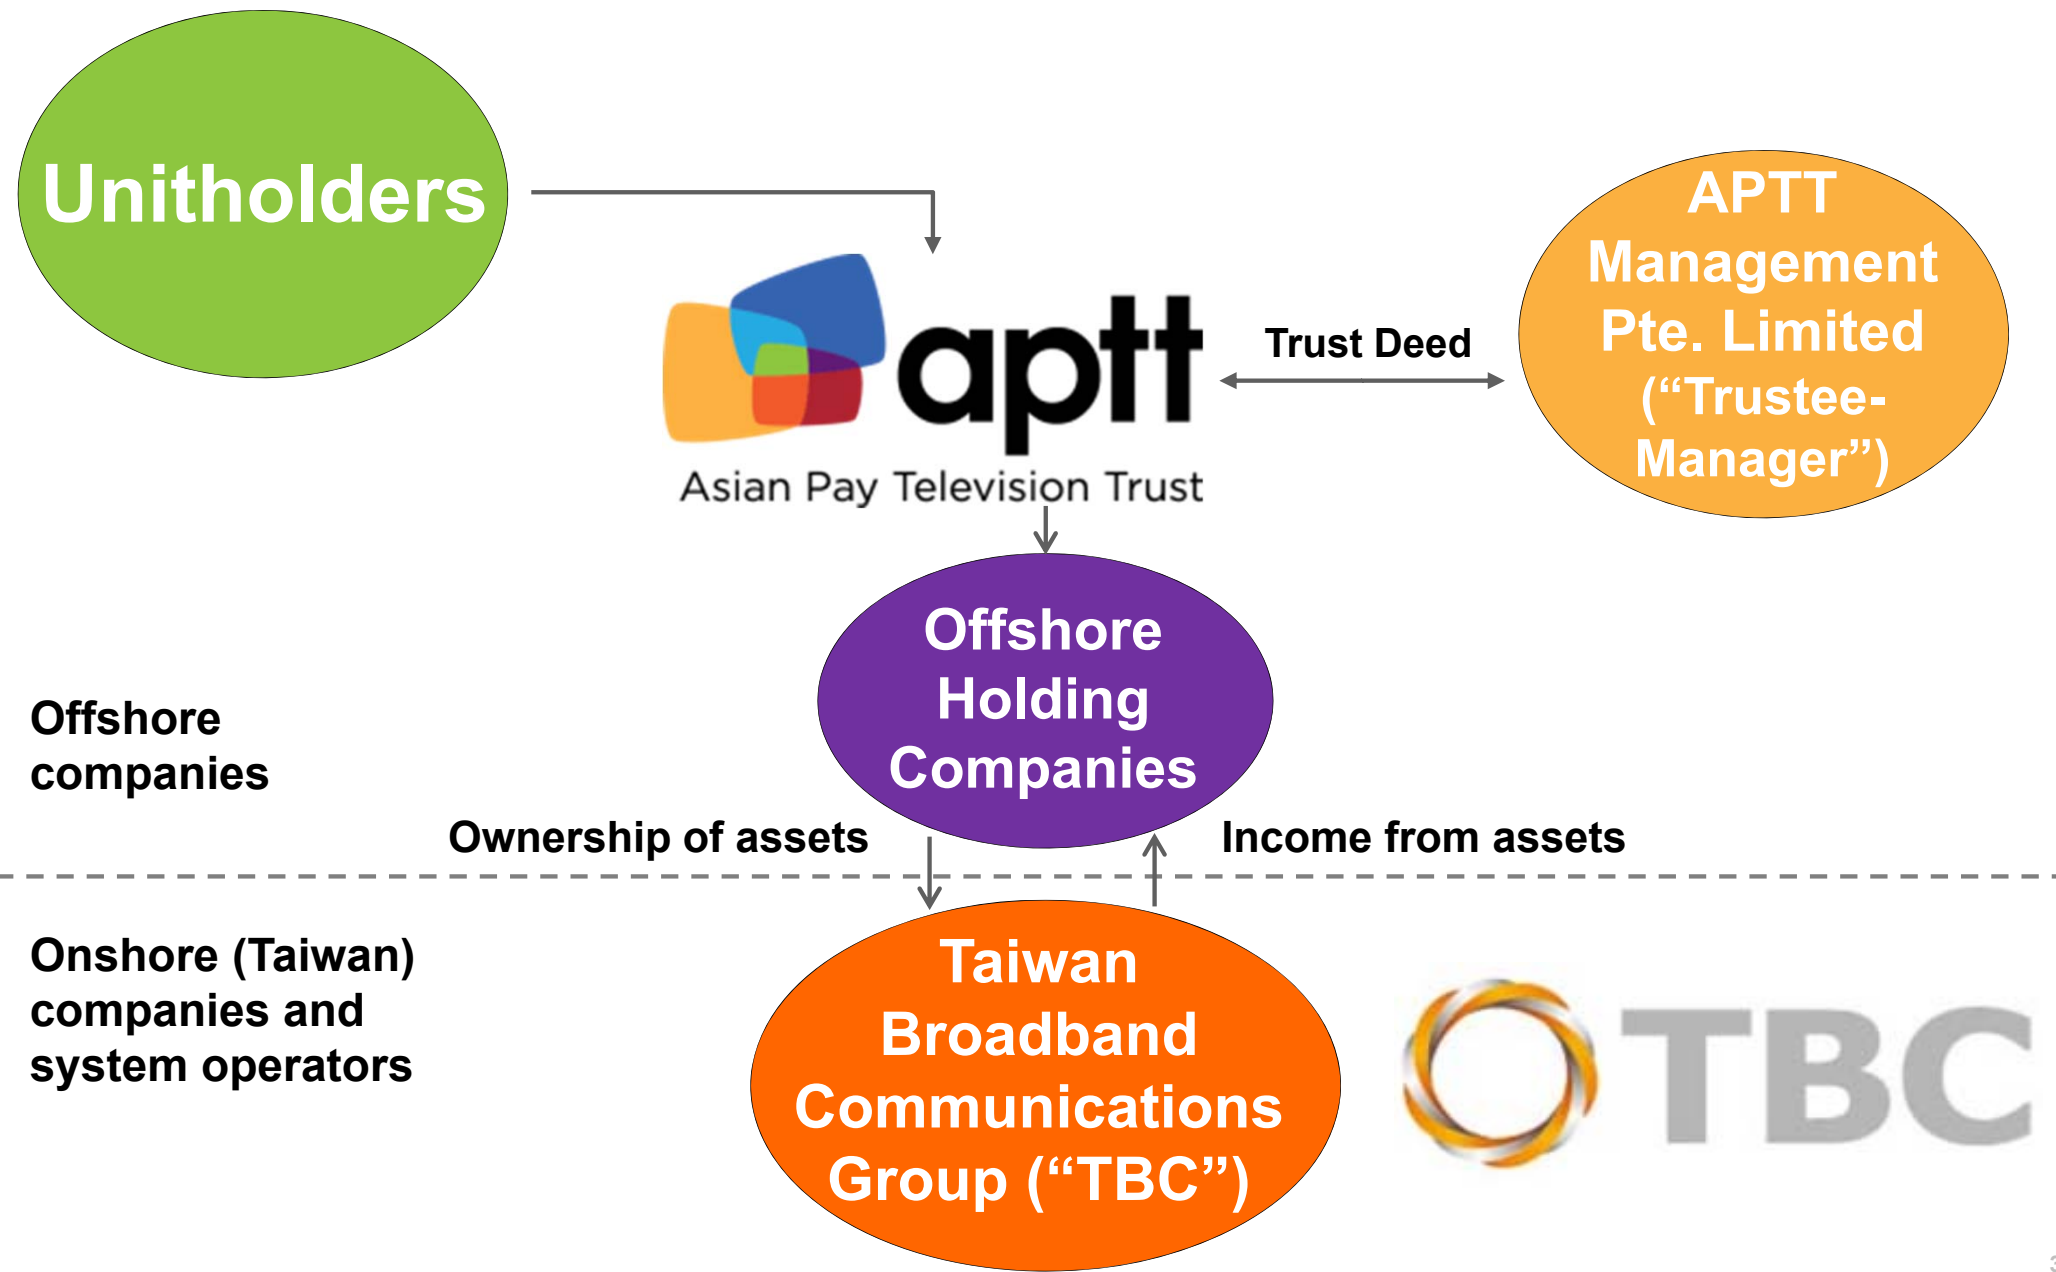 Unitholders
APTT
Management
Pte. Limited
(“Trustee-
Manager”)
aptt
Asian Pay Television Trust
Trust Deed
Offshore
Holding
Companies
Offshore
companies
Ownership of assets
Income from assets
Onshore (Taiwan)
companies and
system operators
Taiwan
Broadband
Communications
Group (“TBC”)
TBC
3